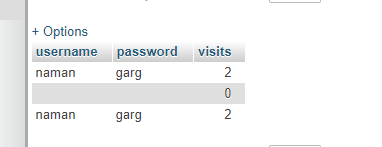 + Options
username password visits
naman garg 2
0
naman garg 2